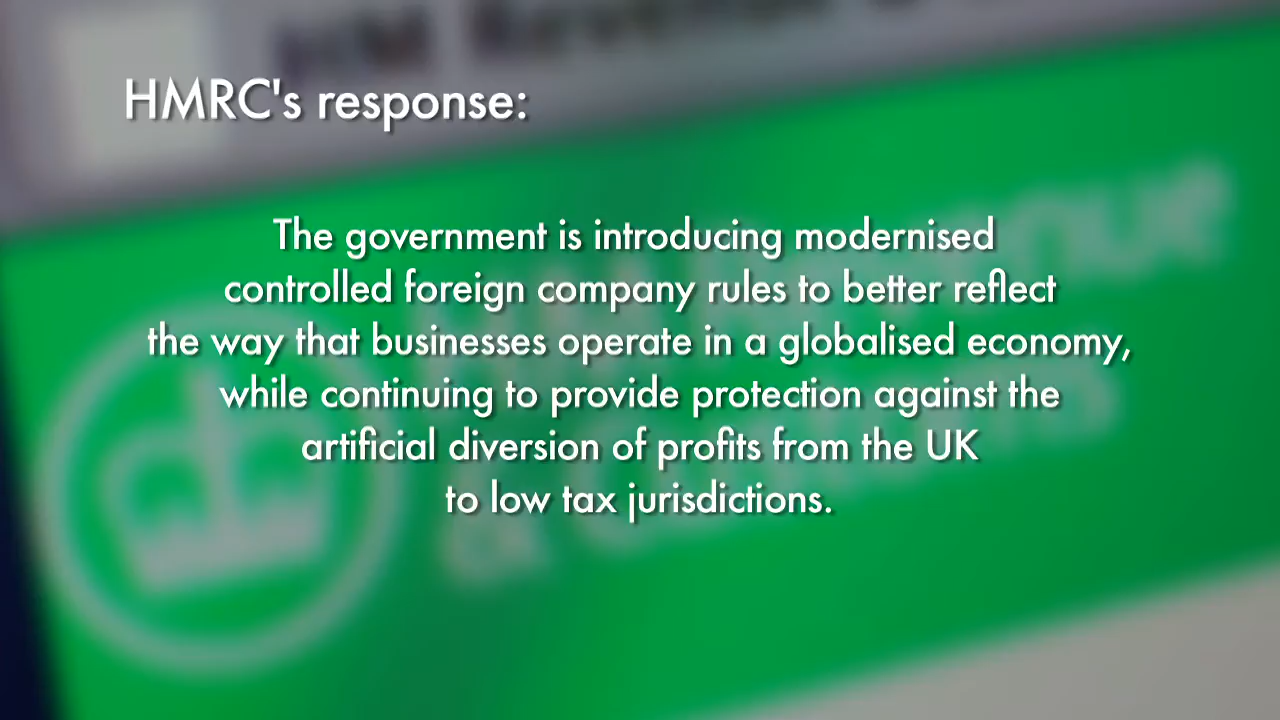 HM Revenue &
HMRC's response:
The government is introducing modernised
controlled foreign company rules to better reflect
the way that businesses operate in a globalised economy,
while continuing to provide protection against the
artificial diversion of profits from the UK
to low tax jurisdictions.